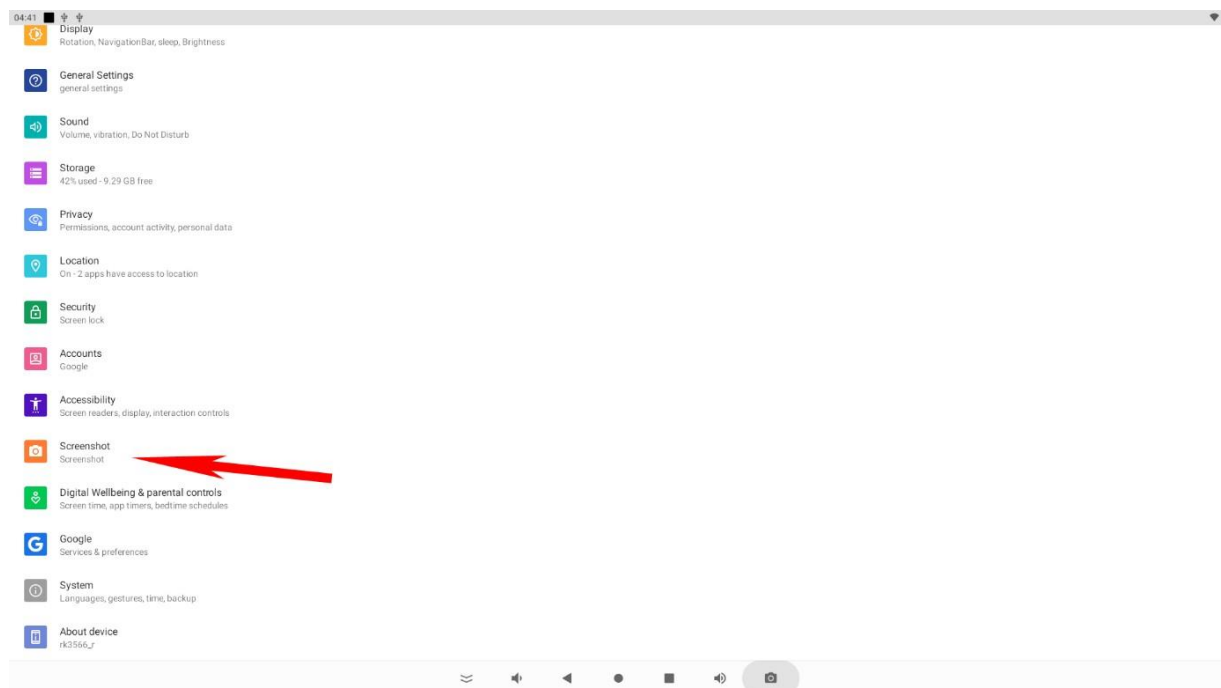 04:41
Display
Rotation, NavigationBar, sleep, Brightness
General Settings
general settings
Sound
Volume, vibration, Do Not Disturb
Storage
42% used - 9.29 GB free
Privacy
Permissions, account activity, personal data
Location
On - 2 apps have access to location
Security
Screen lock
Accounts
Google
Accessibility
Screen readers, display, interaction controls
Screenshot
Screenshot
Digital Wellbeing & parental controls
Screen time, app timers, bedtime schedules
Google
Services & preferences
System
Languages, gestures, time, backup
About device
rk3566_r